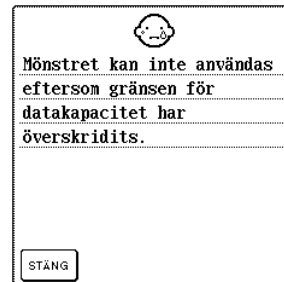 Mönstret kan inte användas
eftersom gränsen för
datakapacitet har
överskridits.
STÄNG